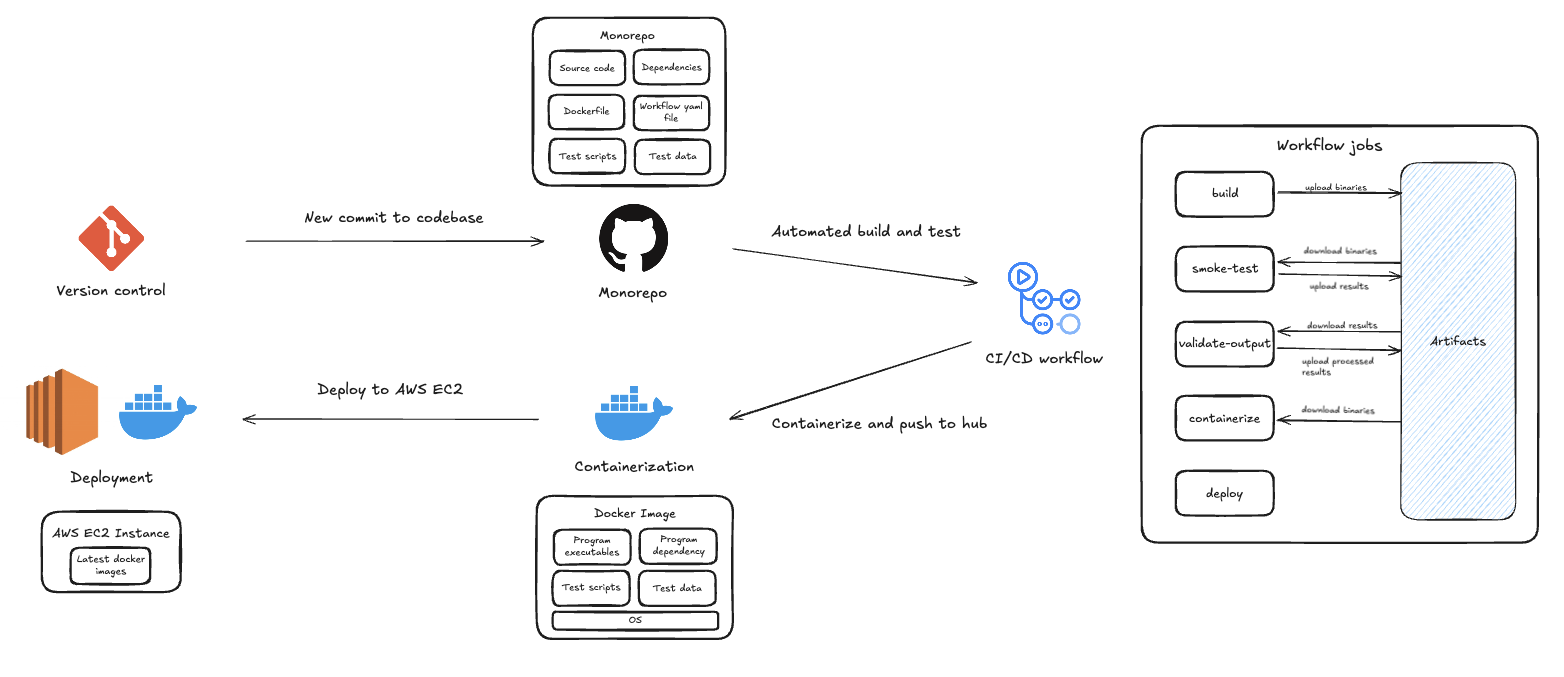 Monorepo
Source code
Dependencies
Dockerfile
Workflow yaml
file
Test scripts
Test data
New commit to codebase
Version control
Monorepo
Automated build and test
CI/CD workflow
Deploy to AWS EC2
Containerize and push to hub
Containerization
Deployment
AWS EC2 Instance
Latest docker
images
Docker Image
Program
executables
Program
dependency
Test scripts
Test data
OS
Workflow jobs
build
upload binaries
smoke-test
download binaries
upload results
validate-output
download results
upload processed
results
containerize
download binaries
deploy
Artifacts